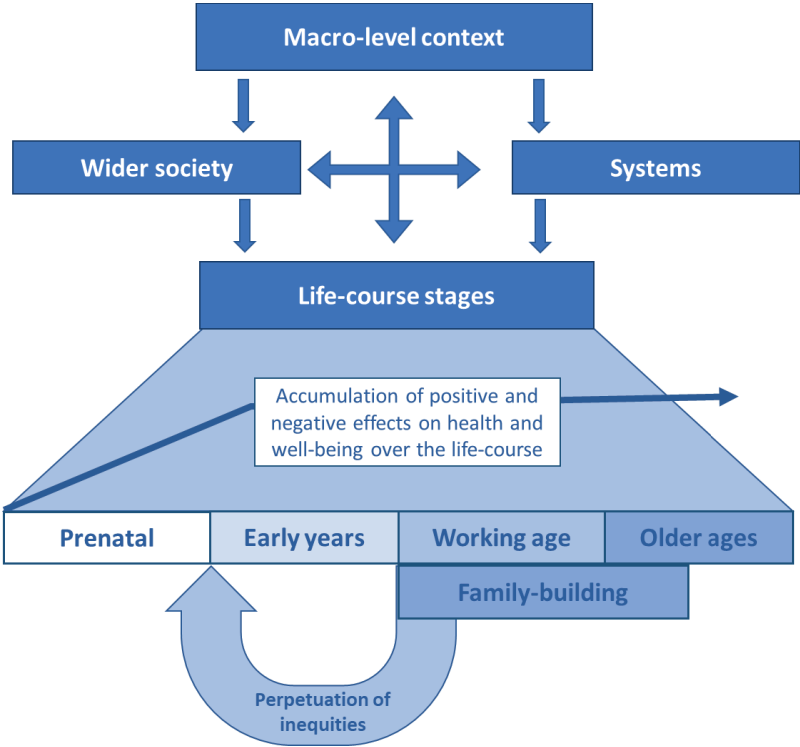 Macro-level context
Wider society
Systems
Life-course stages
Accumulation of positive and
negative effects on health and
well-being over the life-course
Prenatal
Early years
Working age
Older ages
Family-building
Perpetuation of
inequities